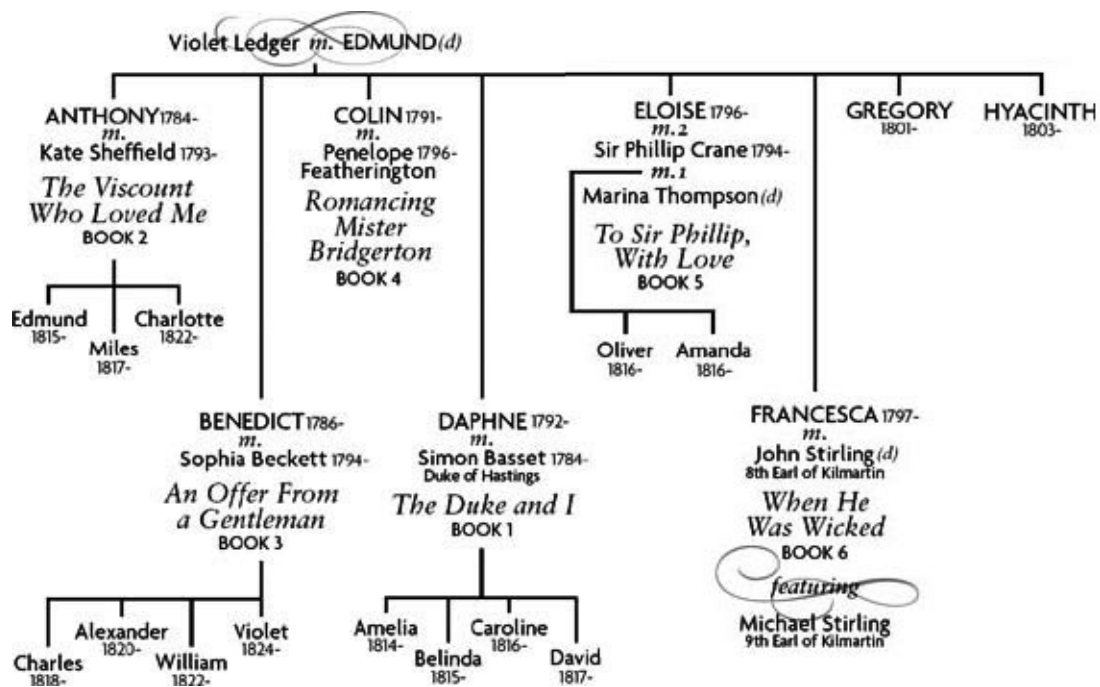 Violet Ledger m. EDMUND (d)
ANTHONY 1784-
m.
Kate Sheffield 1793-
The Viscount
Who Loved Me
BOOK 2
Edmund
1815-
Miles
1817-
Charlotte
1822-
COLIN 1791-
m.
Penelope 1796-
Featherington
Romancing
Mister
Bridgerton
BOOK 4
ELOISE 1796-
m.2
Sir Phillip Crane 1794-
m.1
Marina Thompson (d)
To Sir Phillip,
With Love
BOOK 5
Oliver
1816-
Amanda
1816-
GREGORY
1801-
HYACINTH
1803-
BENEDICT 1786-
m.
Sophia Beckett 1794-
An Offer From
a Gentleman
BOOK 3
Charles
1818-
Alexander
1820-
William
1822-
Violet
1824-
DAPHNE 1792-
m.
Simon Basset 1784-
Duke of Hastings
The Duke and I
BOOK 1
Amelia
1814-
Belinda
1815-
Caroline
1816-
David
1817-
FRANCESCA 1797-
m.
John Stirling (d)
8th Earl of Kilmartin
When He
Was Wicked
BOOK 6
featuring
Michael Stirling
9th Earl of Kilmartin